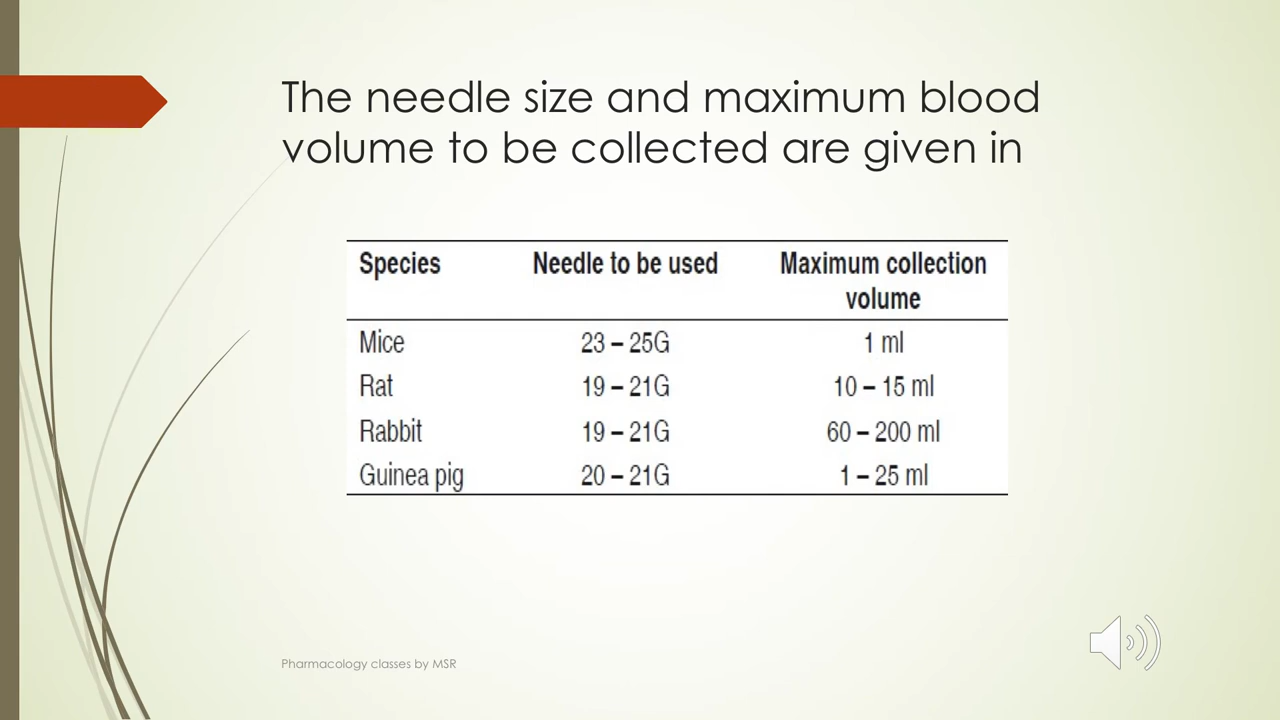 The needle size and maximum blood
volume to be collected are given in
Species Needle to be used Maximum collection
volume
Mice 23 – 25G 1 ml
Rat 19 – 21G 10 – 15 ml
Rabbit 19 – 21G 60 – 200 ml
Guinea pig 20 – 21G 1 – 25 ml
Pharmacology classes by MSR